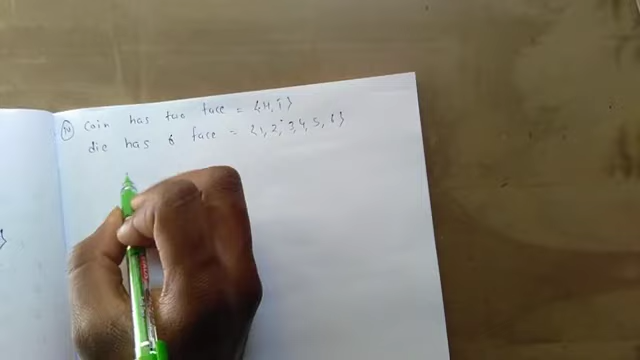 Coin has two face = {H, T}
die has 6 face = {1, 2, 3, 4, 5, 6}